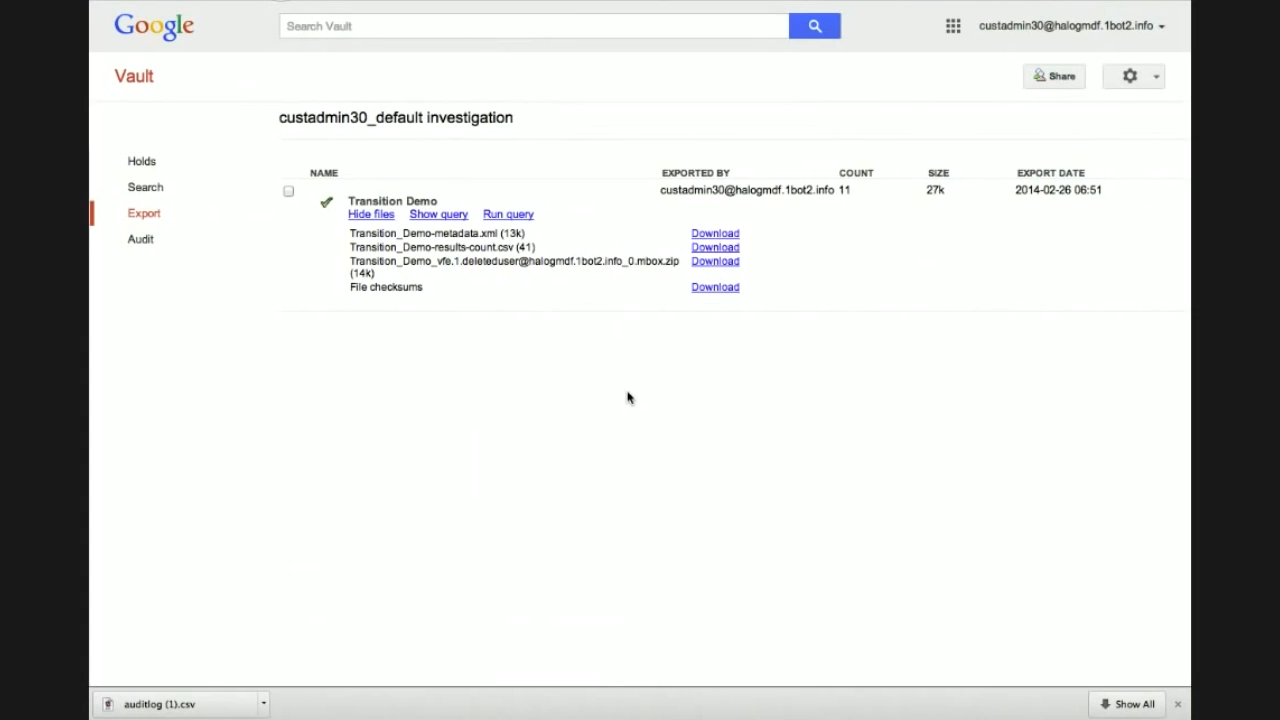 Google
Search Vault
custadmin@halogmdf.1bot2.info
Vault
Share
custadmin30_default investigation
Holds
Search
Export
Audit
NAME EXPORTED BY COUNT SIZE EXPORT DATE
custadmin30@halogmdf.1bot2.info 11 27k 2014-02-26 06:51
Transition Demo
Hide files Show query Run query
Transition_Demo-metadata.xml (13k) Download
Transition_Demo-results-count.csv (41) Download
Transition_Demo_vfe.1.deleteduser@halogmdf.1bot2.info_0.mbox.zip Download
(14k)
File checksums Download
auditlog (1).csv
Show All